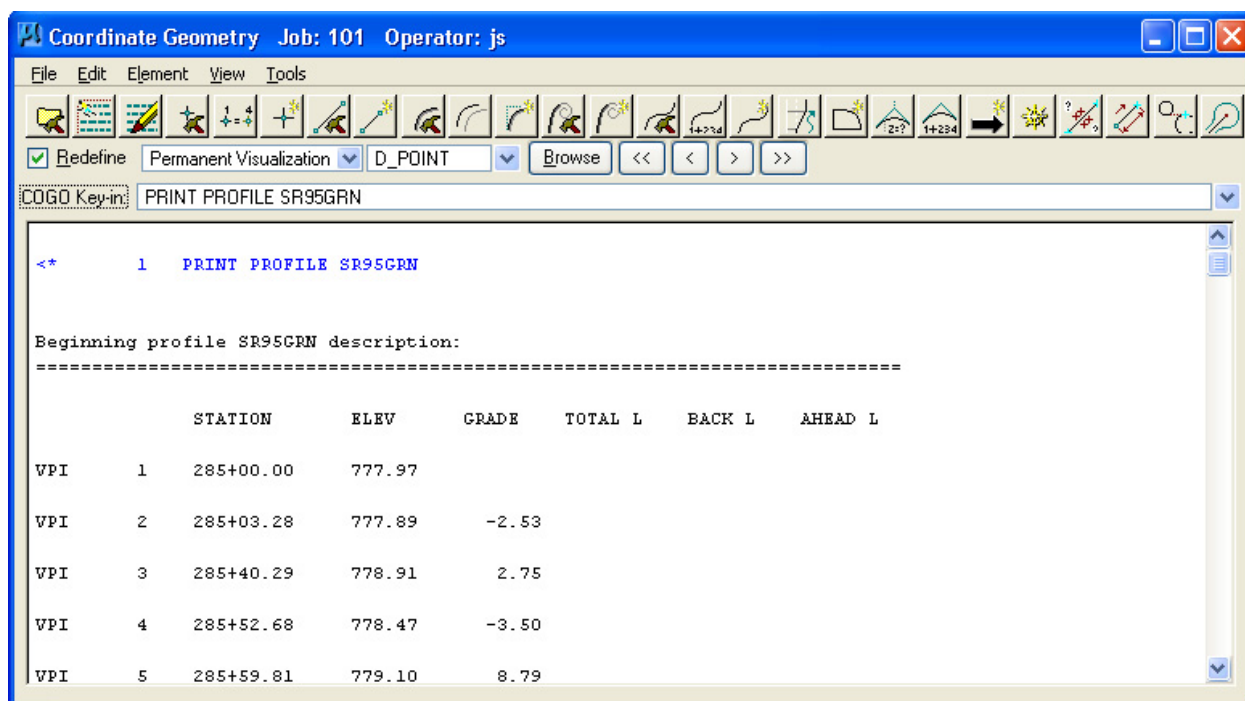 Coordinate Geometry Job: 101 Operator: js
File Edit Element View Tools
Redefine Permanent Visualization D_POINT Browse << < > >>
COGO Key-in: PRINT PROFILE SR95GRN
<* 1 PRINT PROFILE SR95GRN
Beginning profile SR95GRN description:
=============================================================================
STATION ELEV GRADE TOTAL L BACK L AHEAD L
VPI 1 285+00.00 777.97
VPI 2 285+03.28 777.89 -2.53
VPI 3 285+40.29 778.91 2.75
VPI 4 285+52.68 778.47 -3.50
VPI 5 285+59.81 779.10 8.79